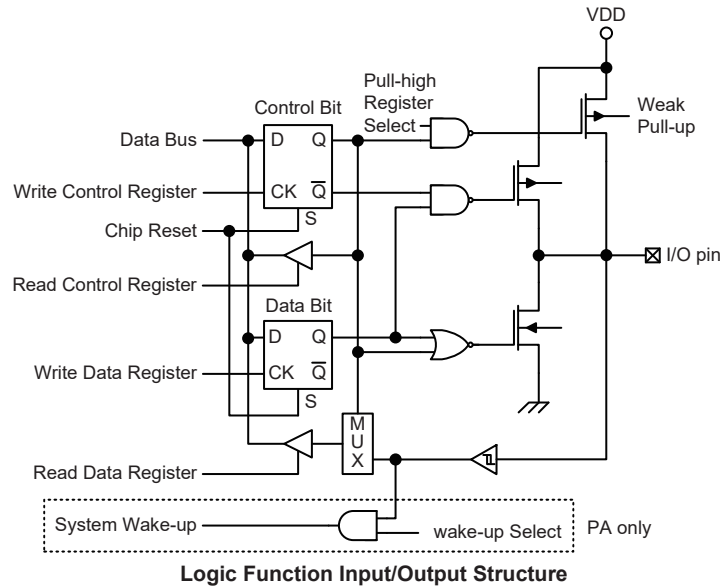 VDD
Pull-high
Register
Select
Control Bit
Weak
Pull-up
Data Bus
D
Q
Write Control Register
CK
Q
Chip Reset
S
I/O pin
Read Control Register
Data Bit
D
Q
Write Data Register
CK
Q
S
M
U
X
Read Data Register
System Wake-up
wake-up Select
PA only
Logic Function Input/Output Structure